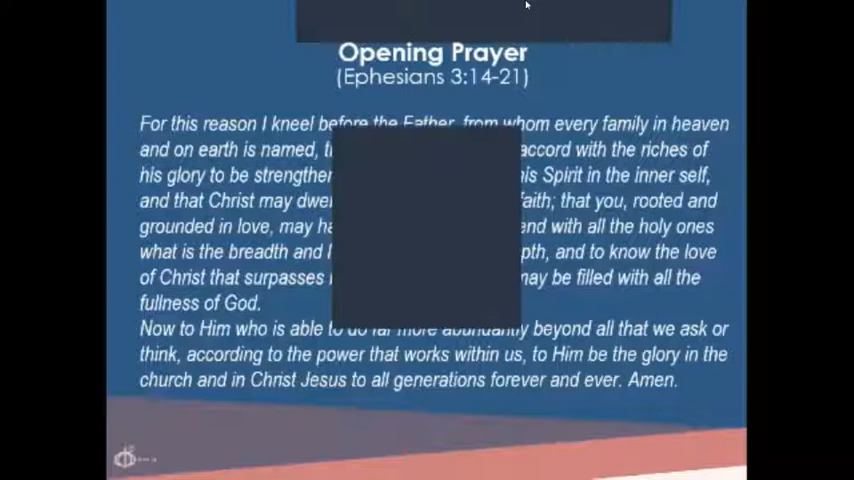 Opening Prayer
(Ephesians 3:14-21)
For this reason I kneel before the Father, from whom every family in heaven
and on earth is named, accord with the riches of
his glory to be strengthen his Spirit in the inner self,
and that Christ may faith; that you, rooted and
grounded in love, may with all the holy ones
what is the breadth and and to know the love
of Christ that surpasses may be filled with all the
fullness of God.
Now to Him who is able to do far more abundantly beyond all that we ask or
think, according to the power that works within us, to Him be the glory in the
church and in Christ Jesus to all generations forever and ever. Amen.